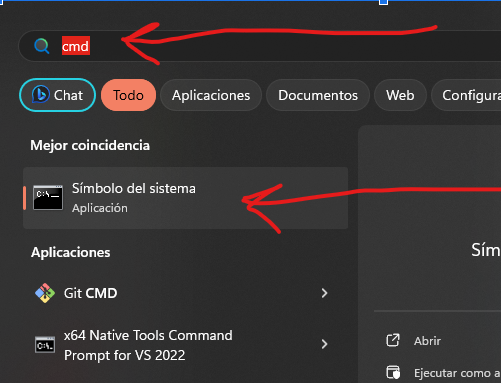 cmd
Chat Todo Aplicaciones Documentos Web Configura
Mejor coincidencia
Símbolo del sistema
Aplicación
Sím
Aplicaciones
Git CMD
x64 Native Tools Command
Prompt for VS 2022
Abrir
Ejecutar como a